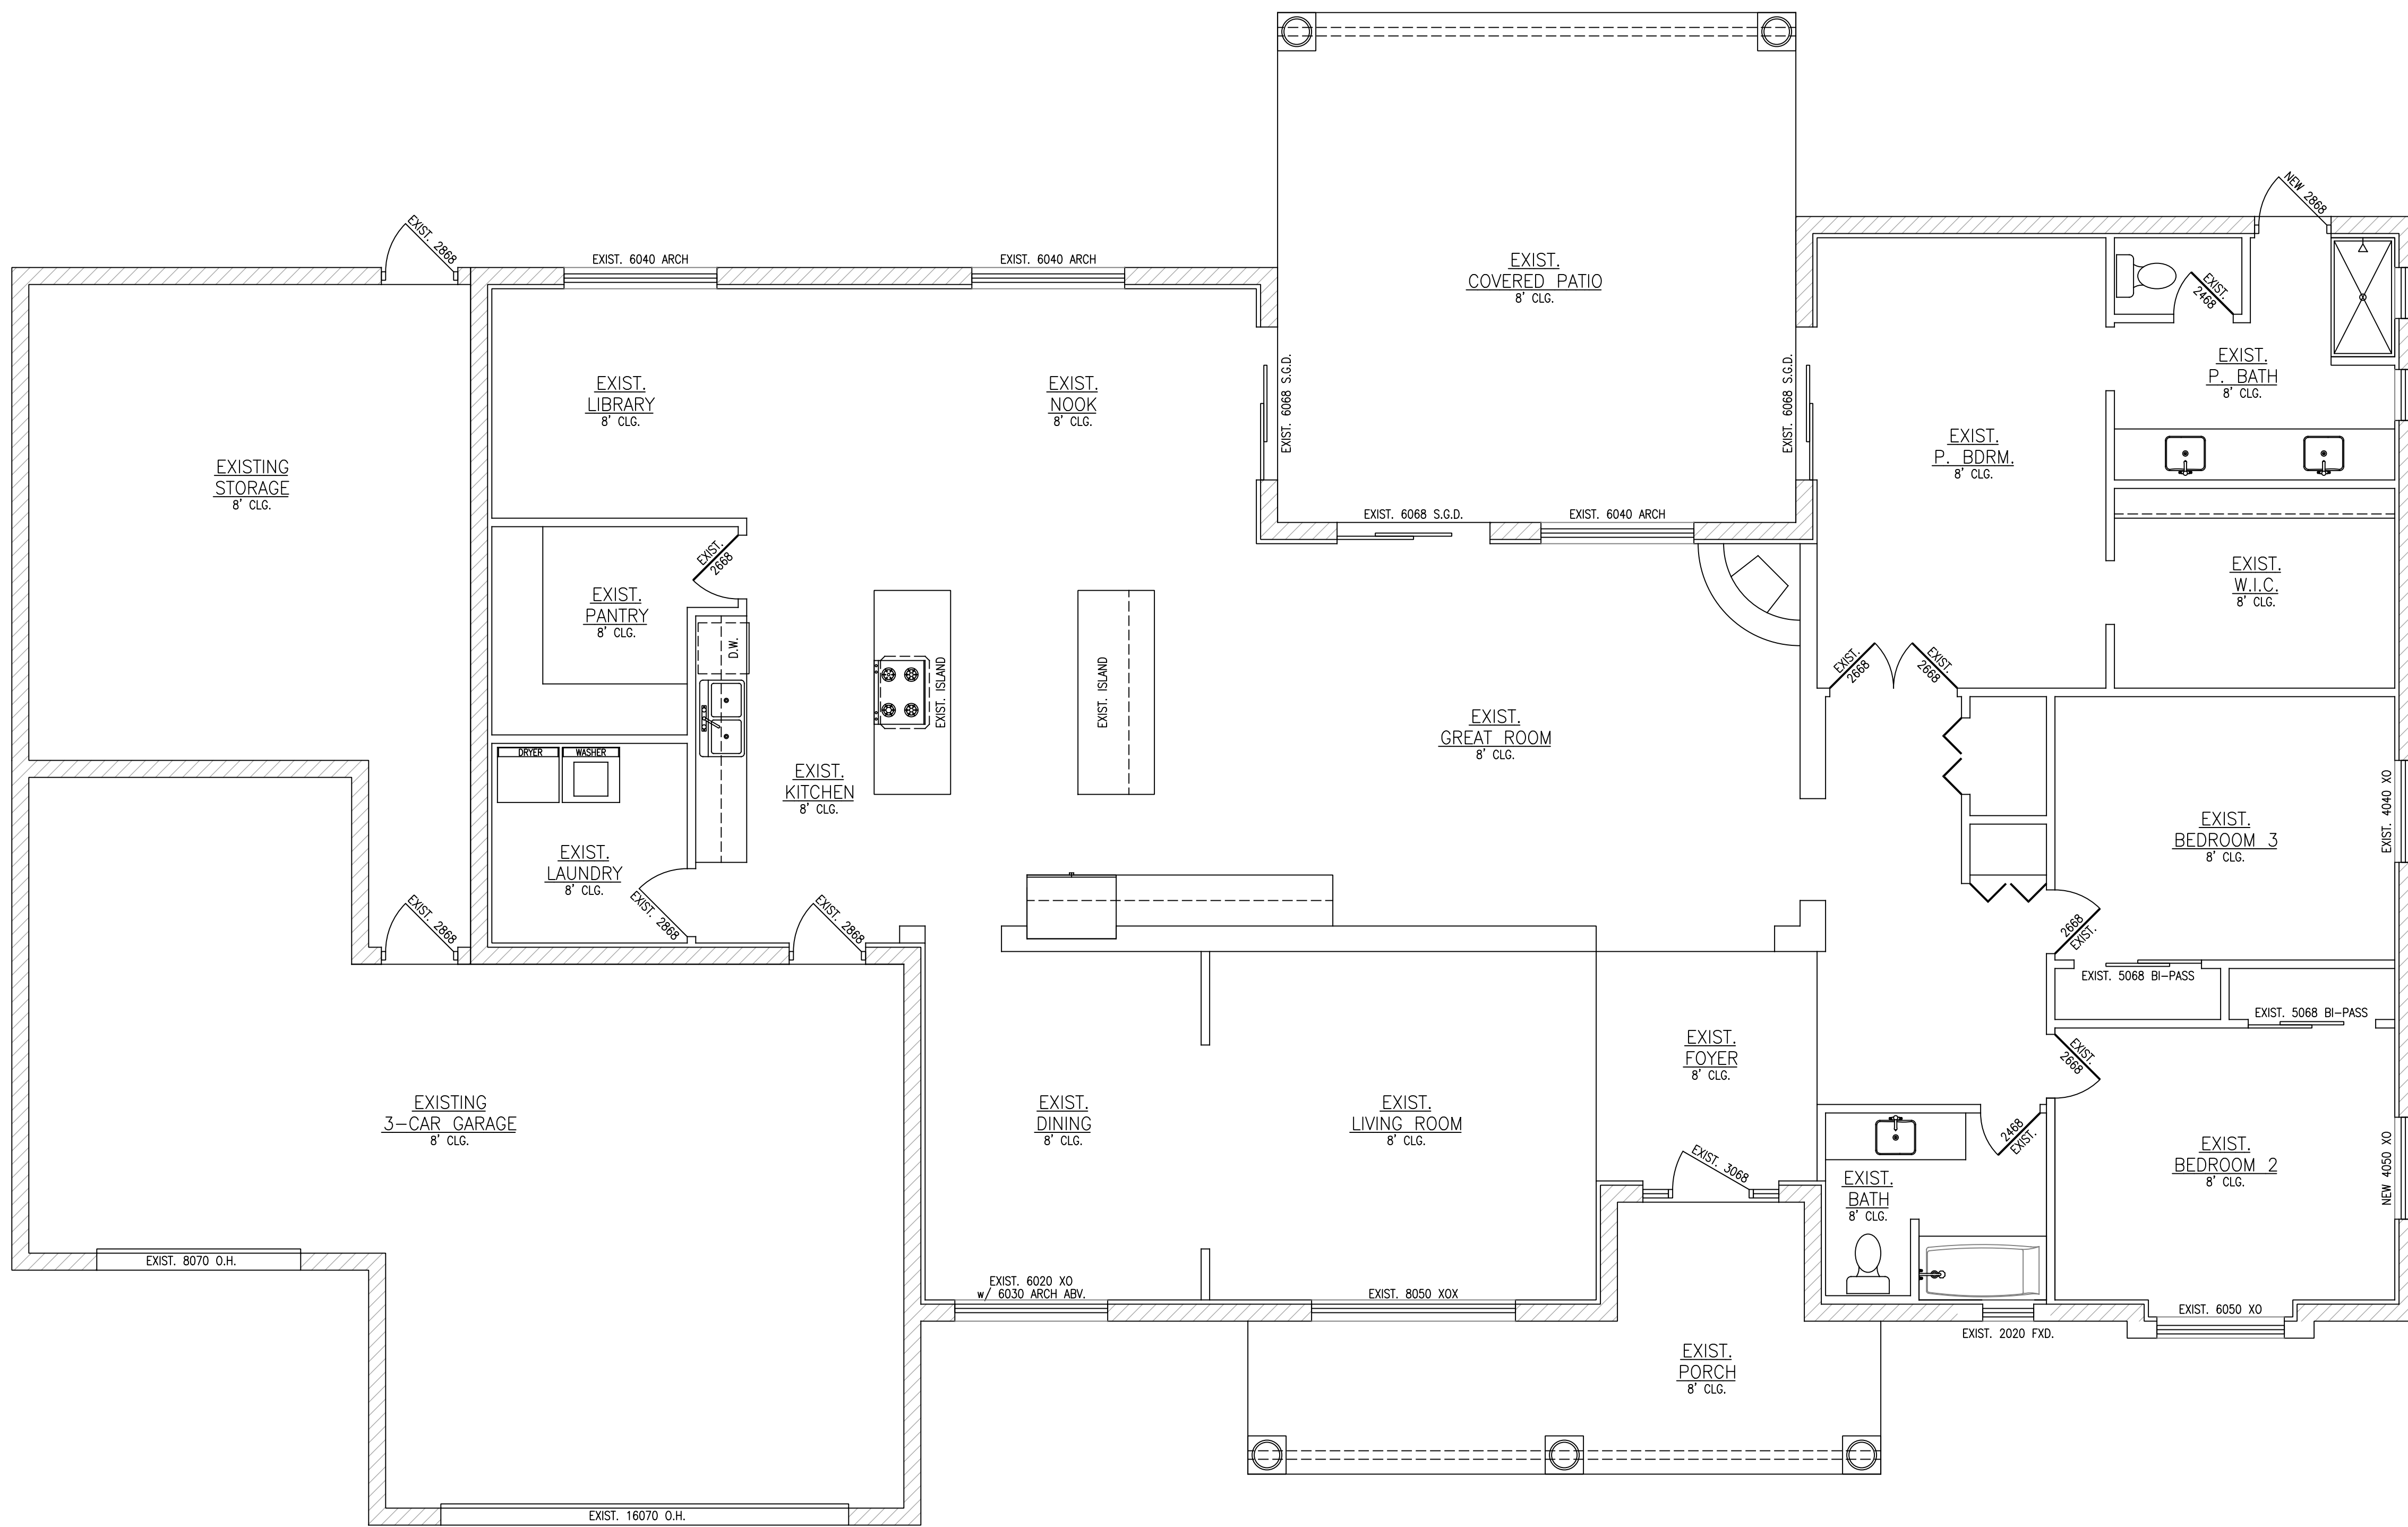 NEW 2868
EXIST. 2868
EXIST. 6040 ARCH
EXIST. 6040 ARCH
EXIST.
COVERED PATIO
8' CLG.
EXIST.
2468
EXIST.
P. BATH
8' CLG.
EXIST.
LIBRARY
8' CLG.
EXIST.
NOOK
8' CLG.
EXIST. 6068 S.G.D.
EXIST. 6068 S.G.D.
EXIST.
P. BDRM.
8' CLG.
EXISTING
STORAGE
8' CLG.
EXIST. 6068 S.G.D.
EXIST. 6040 ARCH
EXIST.
2668
EXIST.
PANTRY
8' CLG.
EXIST.
W.I.C.
8' CLG.
D.W.
EXIST. ISLAND
EXIST. ISLAND
EXIST.
2668
EXIST.
2668
EXIST.
GREAT ROOM
8' CLG.
DRYER
WASHER
EXIST.
KITCHEN
8' CLG.
EXIST.
BEDROOM 3
8' CLG.
EXIST. 4040 XO
EXIST.
LAUNDRY
8' CLG.
EXIST. 2868
EXIST. 2868
EXIST. 2868
2668
EXIST.
EXIST. 5068 BI-PASS
EXIST. 5068 BI-PASS
EXIST.
FOYER
8' CLG.
EXIST.
2668
EXISTING
3-CAR GARAGE
8' CLG.
EXIST.
DINING
8' CLG.
EXIST.
LIVING ROOM
8' CLG.
2468
EXIST.
EXIST.
BEDROOM 2
8' CLG.
NEW 4050 XO
EXIST. 3068
EXIST.
BATH
8' CLG.
EXIST. 8070 O.H.
EXIST. 6020 XO
w/ 6030 ARCH ABV.
EXIST. 8050 XOX
EXIST. 6050 XO
EXIST. 2020 FXD.
EXIST.
PORCH
8' CLG.
EXIST. 16070 O.H.